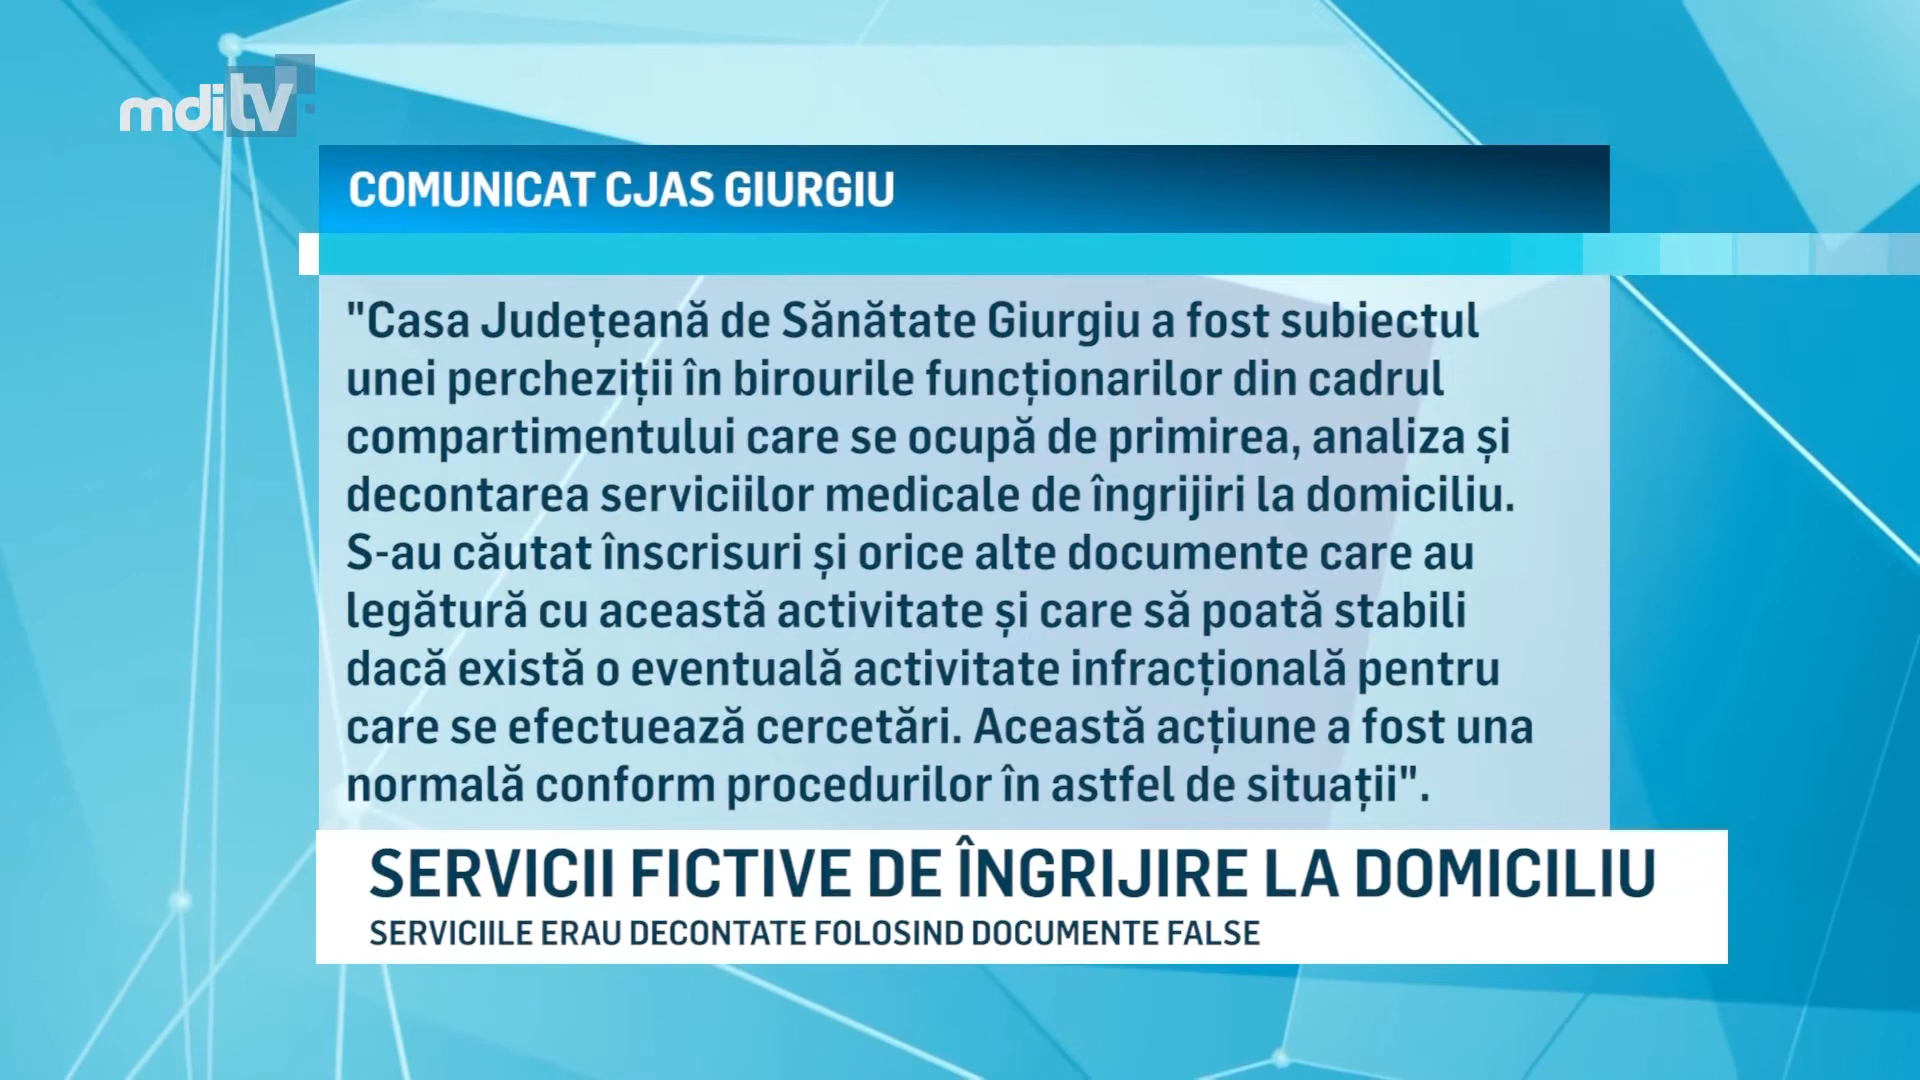 mditv
COMUNICAT CJAS GIURGIU
"Casa Județeană de Sănătate Giurgiu a fost subiectul
unei percheziții în birourile funcționarilor din cadrul
compartimentului care se ocupă de primirea, analiza și
decontarea serviciilor medicale de îngrijiri la domiciliu.
S-au căutat înscrisuri și orice alte documente care au
legătură cu această activitate și care să poată stabili
dacă există o eventuală activitate infracțională pentru
care se efectuează cercetări. Această acțiune a fost una
normală conform procedurilor în astfel de situații".
SERVICII FICTIVE DE ÎNGRIJIRE LA DOMICILIU
SERVICIILE ERAU DECONTATE FOLOSIND DOCUMENTE FALSE